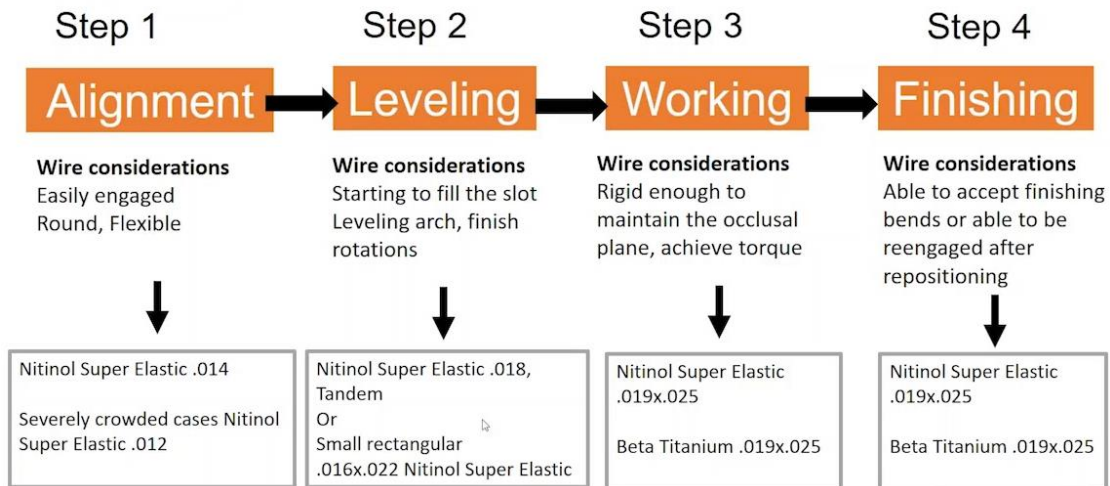 Step 1
Step 2
Step 3
Step 4
Alignment
Leveling
Working
Finishing
Wire considerations
Easily engaged
Round, Flexible
Wire considerations
Starting to fill the slot
Leveling arch, finish
rotations
Wire considerations
Rigid enough to
maintain the occlusal
plane, achieve torque
Wire considerations
Able to accept finishing
bends or able to be
reengaged after
repositioning
Nitinol Super Elastic .014
Severely crowded cases Nitinol
Super Elastic .012
Nitinol Super Elastic .018,
Tandem
Or
Small rectangular
.016x.022 Nitinol Super Elastic
Nitinol Super Elastic
.019x.025
Beta Titanium .019x.025
Nitinol Super Elastic
.019x.025
Beta Titanium .019x.025